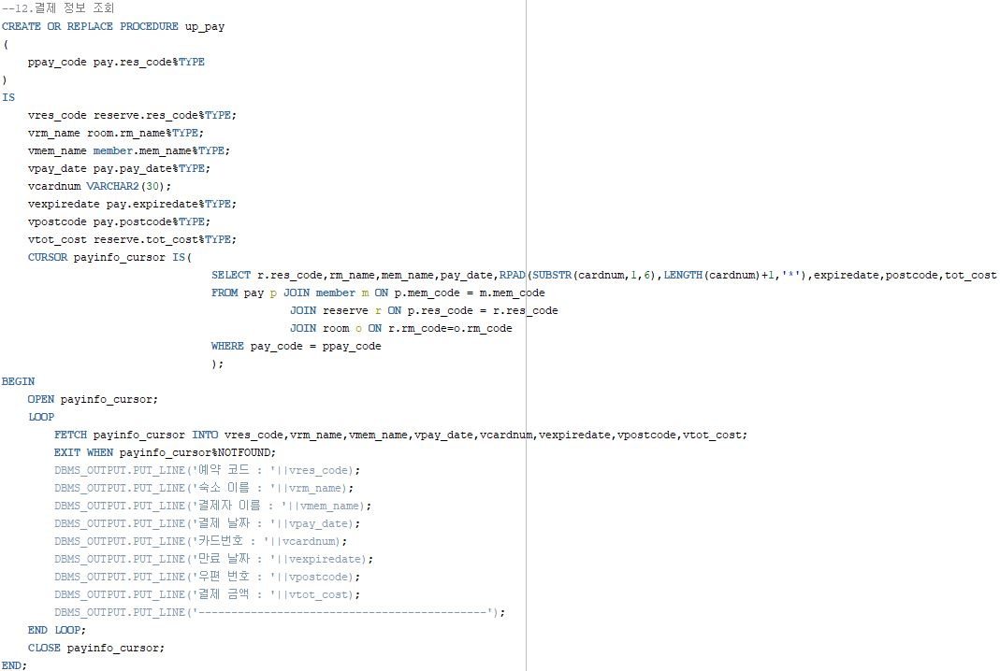 --12.결제 정보 조회
CREATE OR REPLACE PROCEDURE up_pay
(
    ppay_code pay.res_code%TYPE
)
IS
    vres_code reserve.res_code%TYPE;
    vrm_name room.rm_name%TYPE;
    vmem_name member.mem_name%TYPE;
    vpay_date pay.pay_date%TYPE;
    vcardnum VARCHAR2(30);
    vexpiredate pay.expiredate%TYPE;
    vpostcode pay.postcode%TYPE;
    vtot_cost reserve.tot_cost%TYPE;
    CURSOR payinfo_cursor IS(
                            SELECT r.res_code,rm_name,mem_name,pay_date,RPAD(SUBSTR(cardnum,1,6),LENGTH(cardnum)+1,'*'),expiredate,postcode,tot_cost
                            FROM pay p JOIN member m ON p.mem_code = m.mem_code
                                        JOIN reserve r ON p.res_code = r.res_code
                                        JOIN room o ON r.rm_code=o.rm_code
                            WHERE pay_code = ppay_code
                            );
BEGIN
    OPEN payinfo_cursor;
    LOOP
        FETCH payinfo_cursor INTO vres_code,vrm_name,vmem_name,vpay_date,vcardnum,vexpiredate,vpostcode,vtot_cost;
        EXIT WHEN payinfo_cursor%NOTFOUND;
        DBMS_OUTPUT.PUT_LINE('예약 코드 : '||vres_code);
        DBMS_OUTPUT.PUT_LINE('숙소 이름 : '||vrm_name);
        DBMS_OUTPUT.PUT_LINE('결제자 이름 : '||vmem_name);
        DBMS_OUTPUT.PUT_LINE('결제 날짜 : '||vpay_date);
        DBMS_OUTPUT.PUT_LINE('카드번호 : '||vcardnum);
        DBMS_OUTPUT.PUT_LINE('만료 날짜 : '||vexpiredate);
        DBMS_OUTPUT.PUT_LINE('우편 번호 : '||vpostcode);
        DBMS_OUTPUT.PUT_LINE('결제 금액 : '||vtot_cost);
        DBMS_OUTPUT.PUT_LINE('--------------------------------------------');
    END LOOP;
    CLOSE payinfo_cursor;
END;